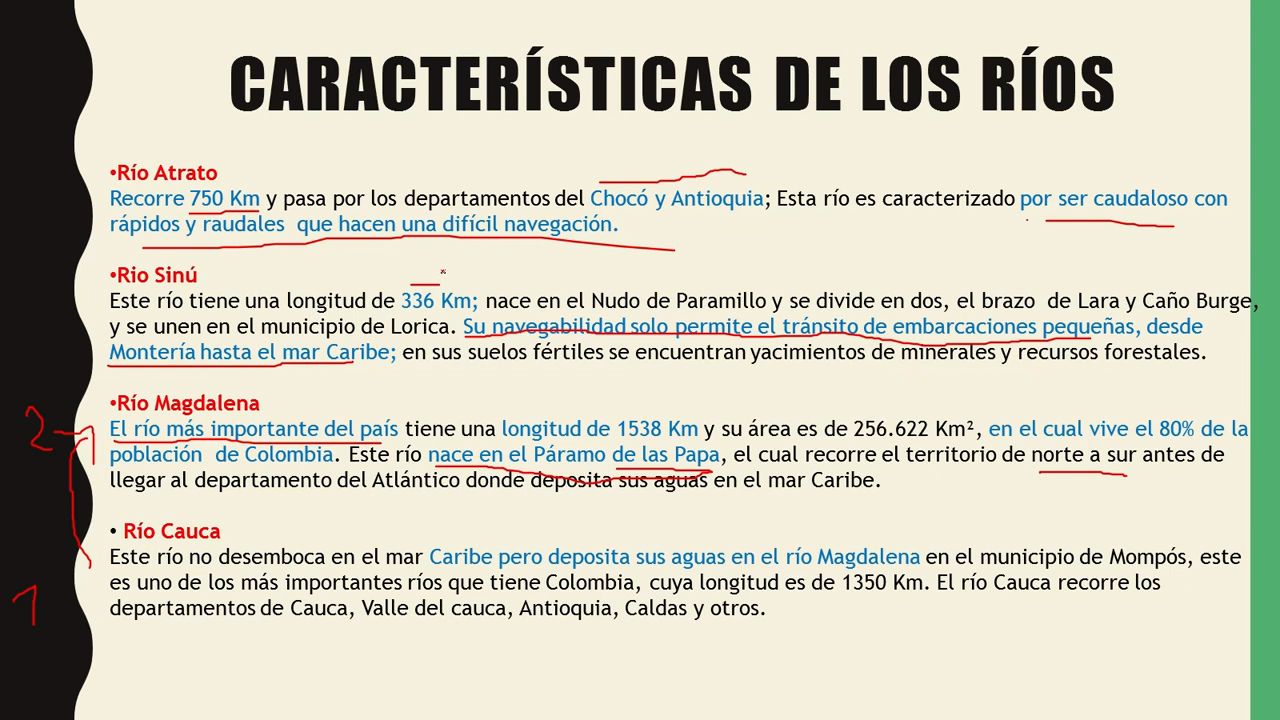 CARACTERÍSTICAS DE LOS RÍOS
•Río Atrato
Recorre 750 Km y pasa por los departamentos del Chocó y Antioquia; Esta río es caracterizado por ser caudaloso con
rápidos y raudales que hacen una difícil navegación.
•Rio Sinú
Este río tiene una longitud de 336 Km; nace en el Nudo de Paramillo y se divide en dos, el brazo de Lara y Caño Burge,
y se unen en el municipio de Lorica. Su navegabilidad solo permite el tránsito de embarcaciones pequeñas, desde
Montería hasta el mar Caribe; en sus suelos fértiles se encuentran yacimientos de minerales y recursos forestales.
•Río Magdalena
El río más importante del país tiene una longitud de 1538 Km y su área es de 256.622 Km², en el cual vive el 80% de la
población de Colombia. Este río nace en el Páramo de las Papa, el cual recorre el territorio de norte a sur antes de
llegar al departamento del Atlántico donde deposita sus aguas en el mar Caribe.
• Río Cauca
Este río no desemboca en el mar Caribe pero deposita sus aguas en el río Magdalena en el municipio de Mompós, este
es uno de los más importantes ríos que tiene Colombia, cuya longitud es de 1350 Km. El río Cauca recorre los
departamentos de Cauca, Valle del cauca, Antioquia, Caldas y otros.
2
1